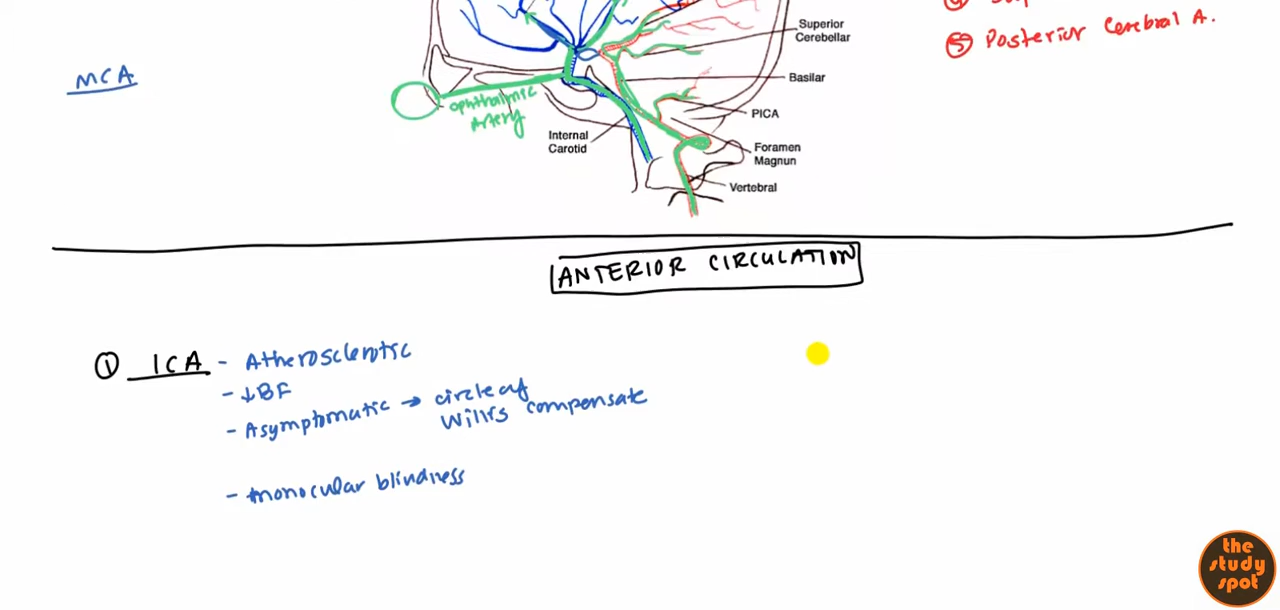 Superior
Cerebellar
⑤ Posterior Cerebral A.
MCA
Basilar
ophthalmic
Artery
PICA
Internal
Carotid
Foramen
Magnun
Vertebral
ANTERIOR CIRCULATION
① ICA - Atherosclerotic
- ↓BF
- Asymptomatic → circle of
Willis compensate
- monocular blindness
the
study
spot